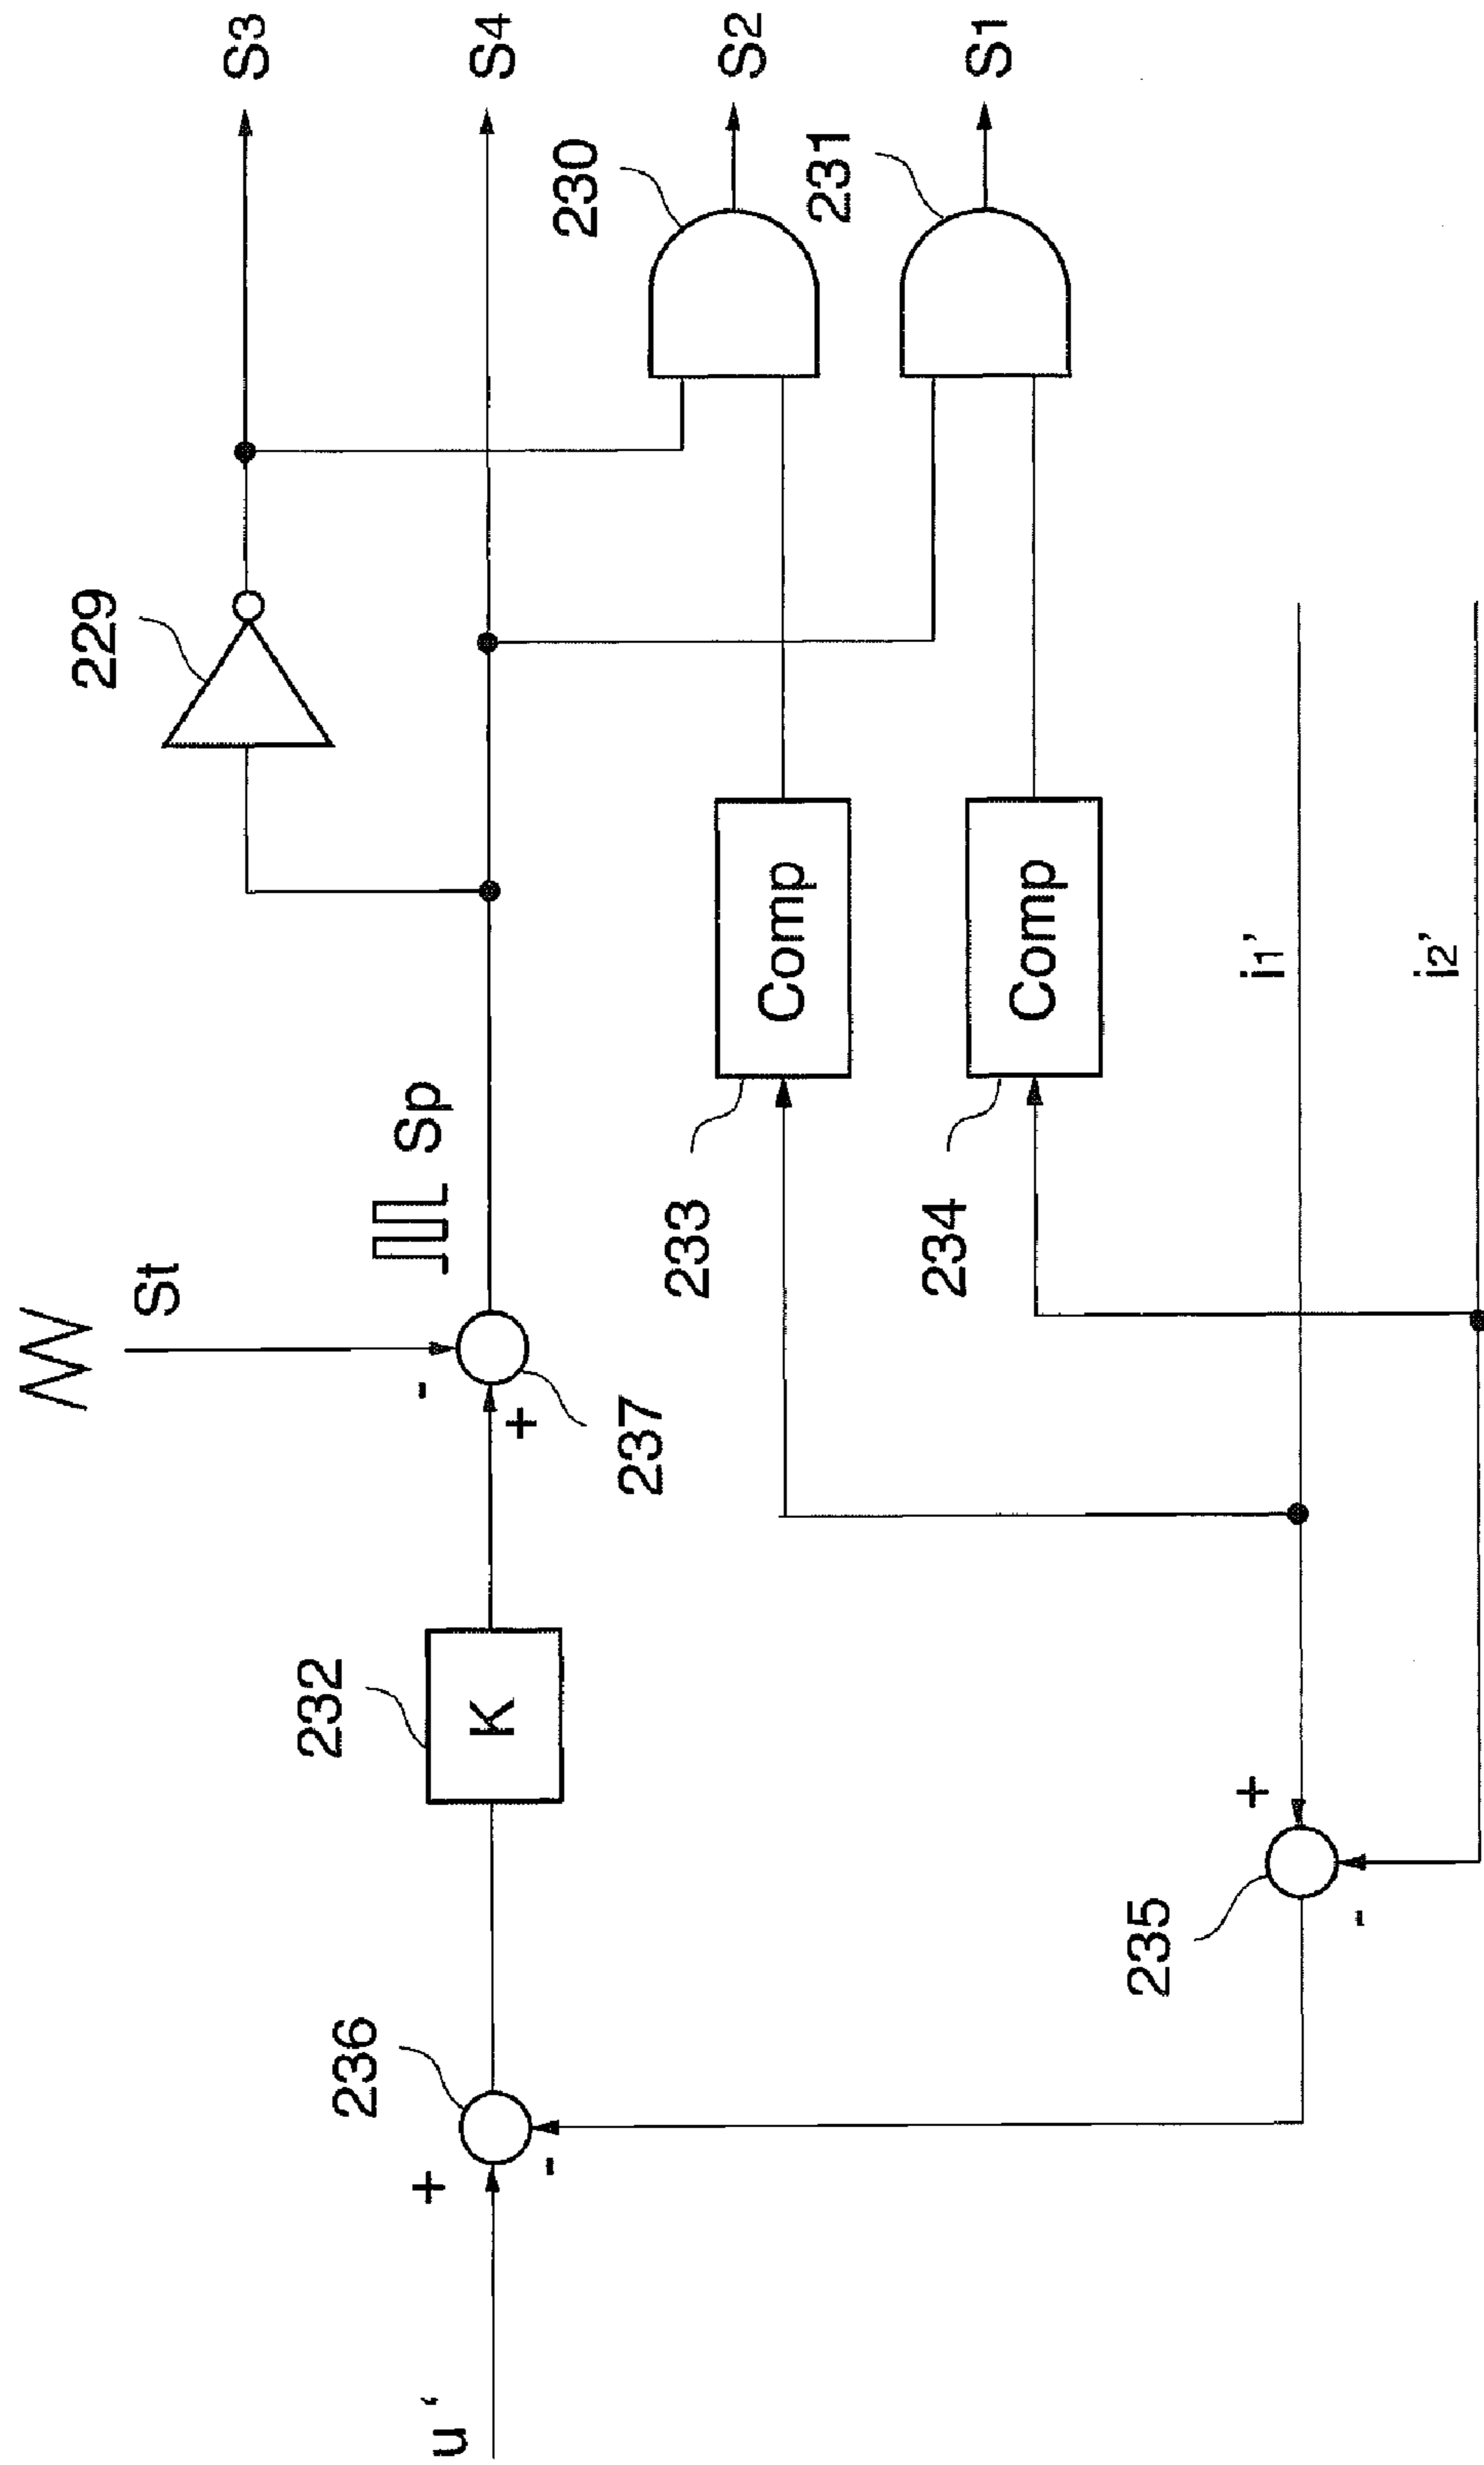 u‘
+
-
236
232
K
+
-
237
St
Sp
229
S3
S4
230
S2
231
S1
233
Comp
234
Comp
235
+
-
i1’
i2’